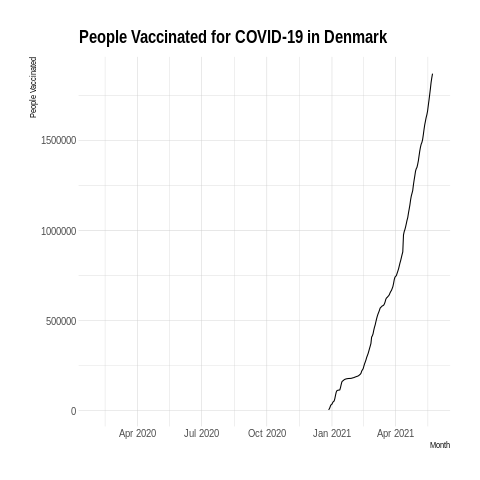 People Vaccinated for COVID-19 in Denmark
People Vaccinated
1500000
1000000
500000
0
Apr 2020 Jul 2020 Oct 2020 Jan 2021 Apr 2021
Month